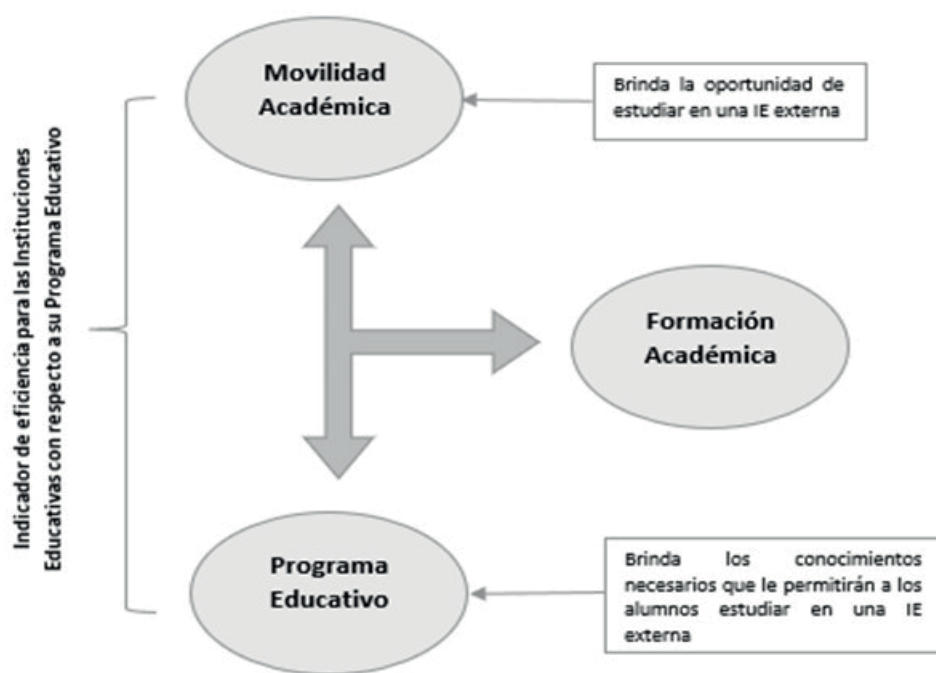 Indicador de eficiencia para las Instituciones
Educativas con respecto a su Programa Educativo
Movilidad
Académica
Brinda la oportunidad de
estudiar en una IE externa
Formación
Académica
Programa
Educativo
Brinda los conocimientos
necesarios que le permitirán a los
alumnos estudiar en una IE
externa